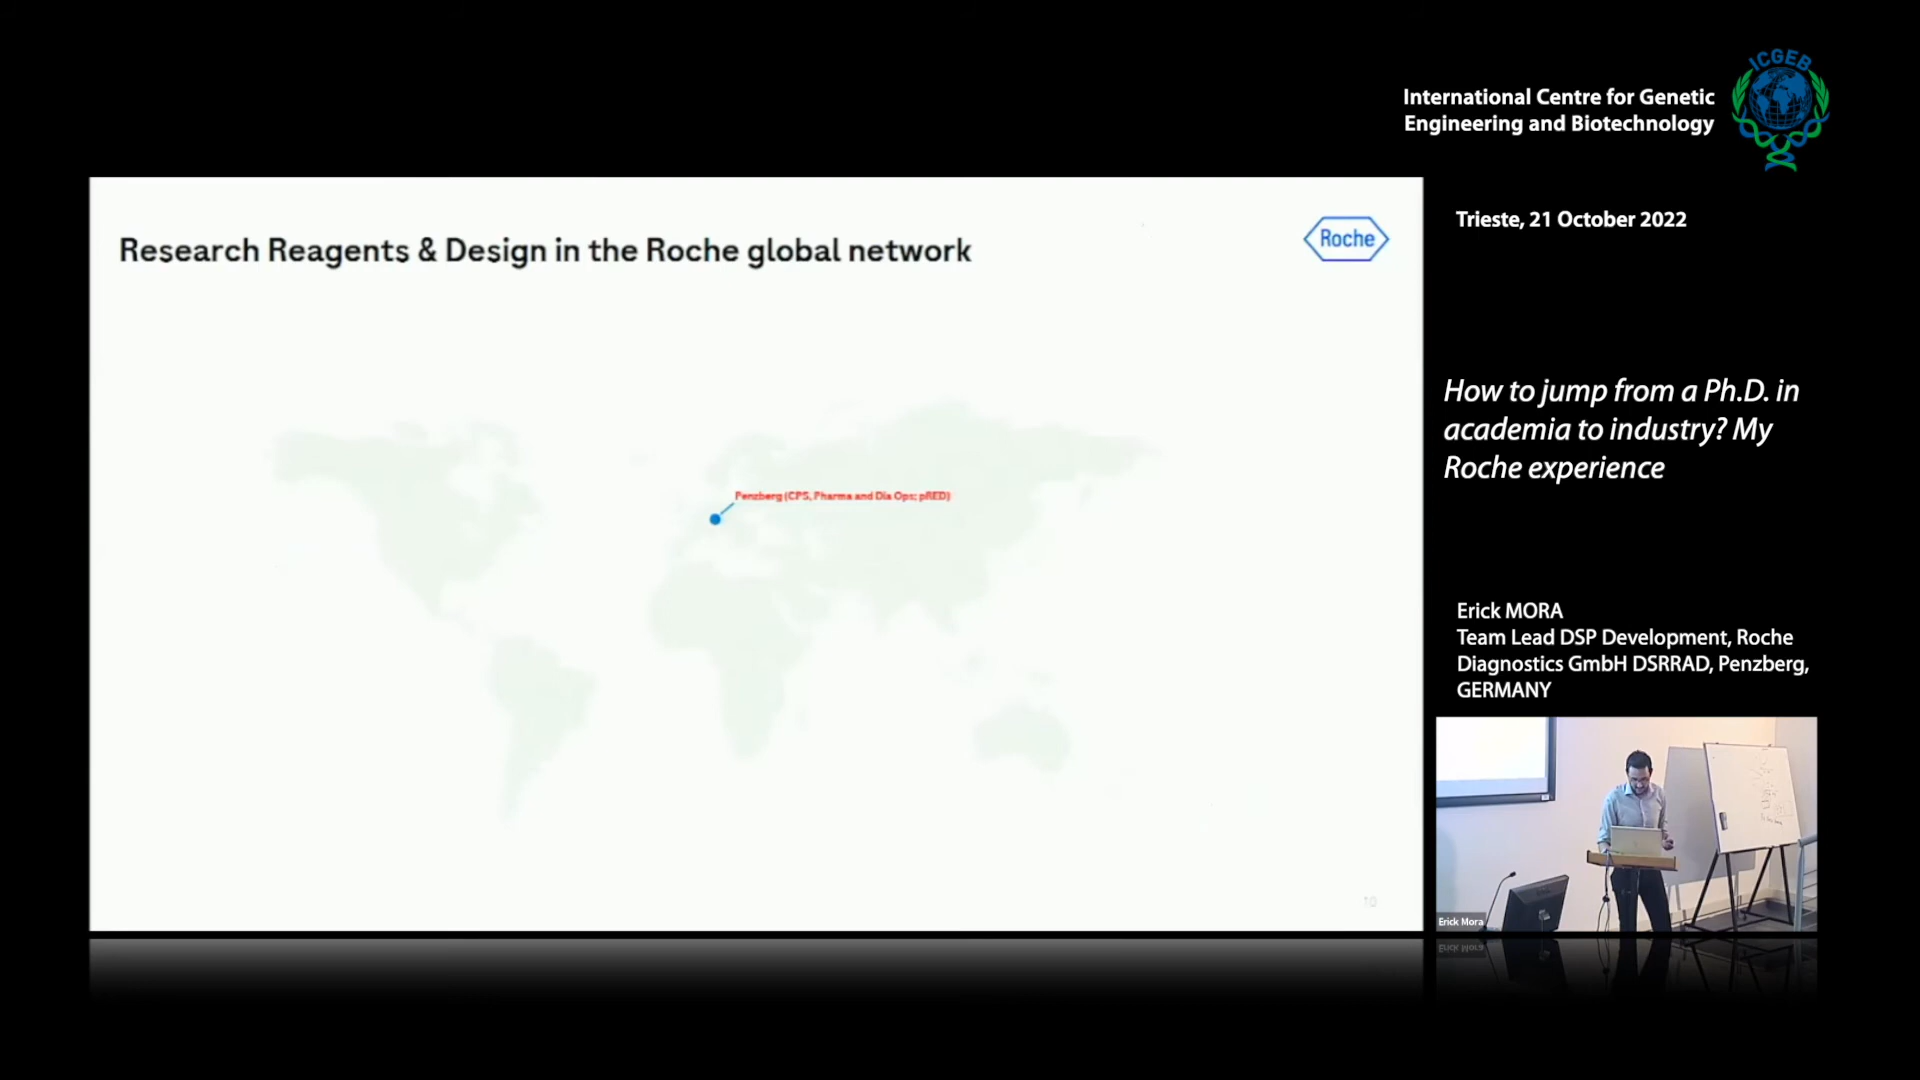 ICGEB
International Centre for Genetic
Engineering and Biotechnology
Trieste, 21 October 2022
Research Reagents & Design in the Roche global network
Roche
Penzberg (CPS, Pharma and Dia Ops; pRED)
How to jump from a Ph.D. in
academia to industry? My
Roche experience
Erick MORA
Team Lead DSP Development, Roche
Diagnostics GmbH DSRRAD, Penzberg,
GERMANY
Erick Mora